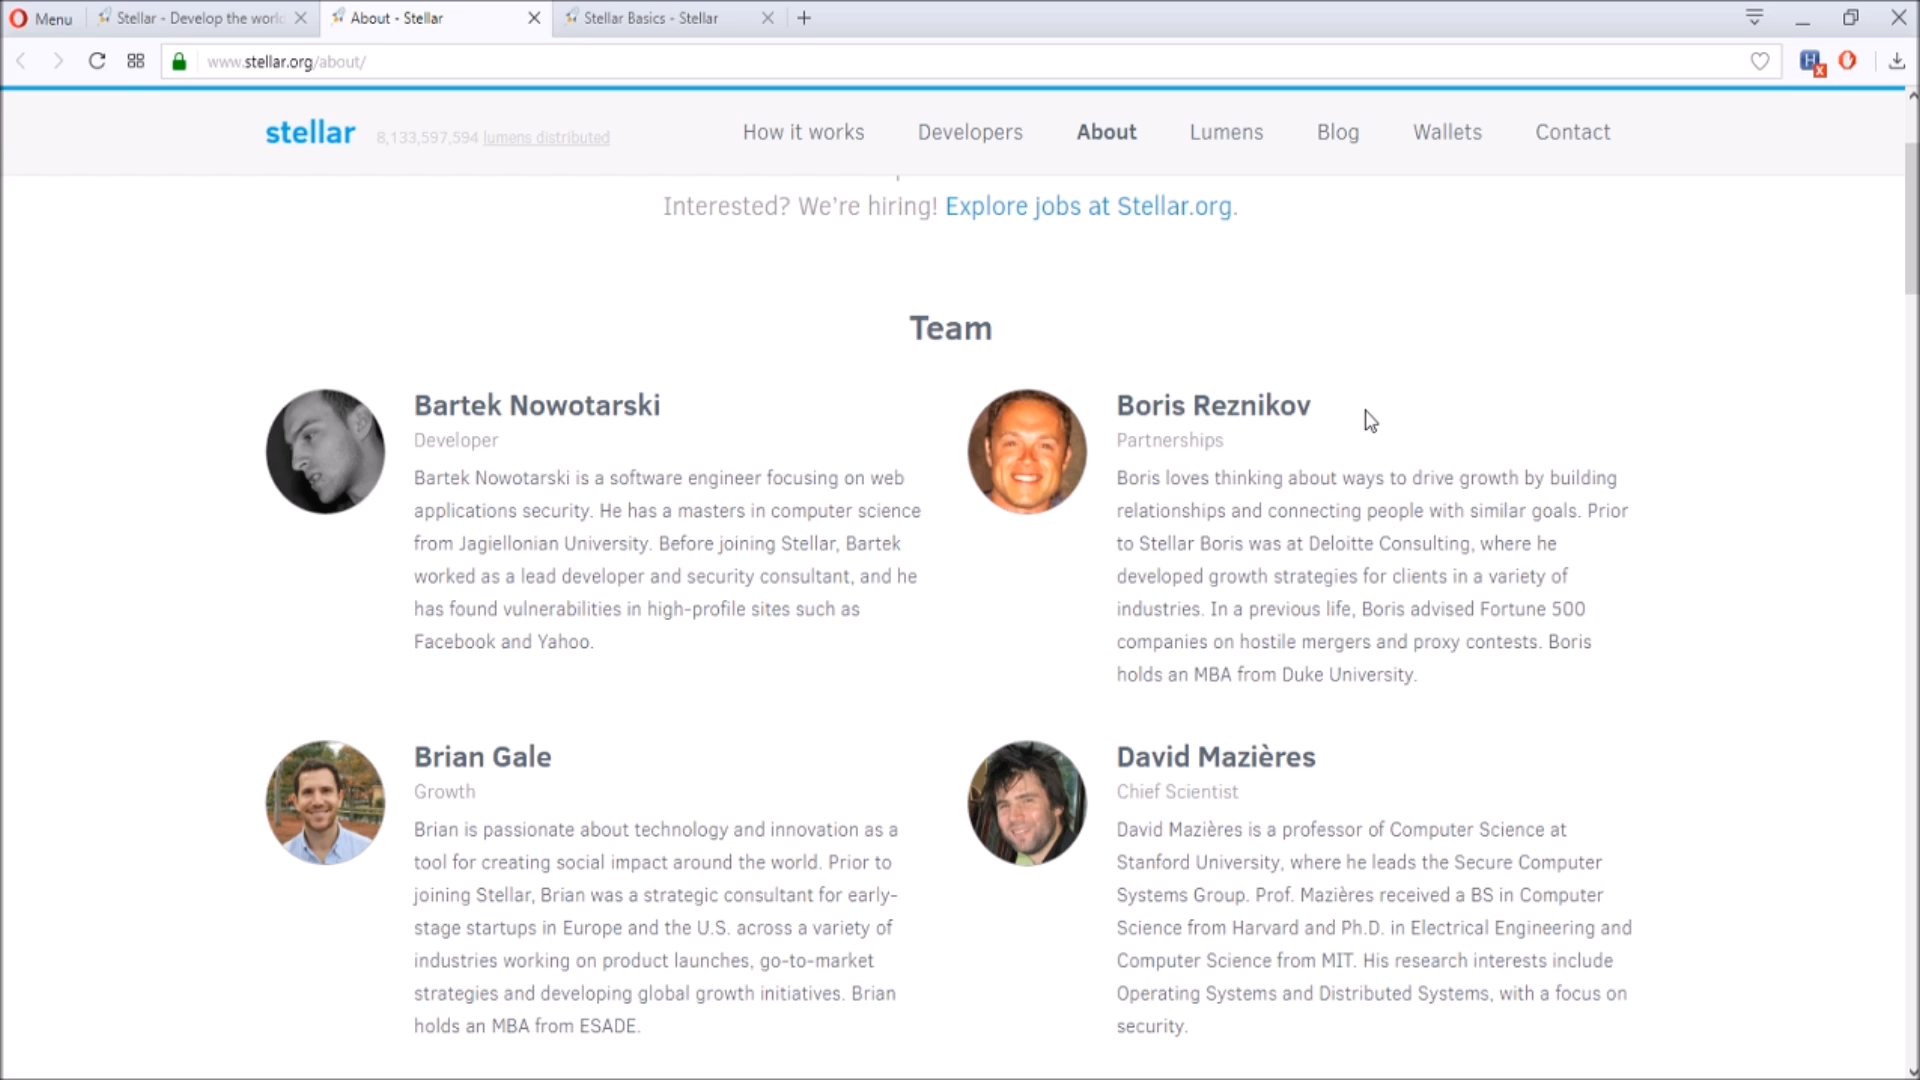 Menu
Stellar - Develop the world
About - Stellar
Stellar Basics - Stellar
www.stellar.org/about/
stellar
8,133,597,594 lumens distributed
How it works
Developers
About
Lumens
Blog
Wallets
Contact
Interested? We're hiring! Explore jobs at Stellar.org.
Team
Bartek Nowotarski
Developer
Bartek Nowotarski is a software engineer focusing on web
applications security. He has a masters in computer science
from Jagiellonian University. Before joining Stellar, Bartek
worked as a lead developer and security consultant, and he
has found vulnerabilities in high-profile sites such as
Facebook and Yahoo.
Boris Reznikov
Partnerships
Boris loves thinking about ways to drive growth by building
relationships and connecting people with similar goals. Prior
to Stellar Boris was at Deloitte Consulting, where he
developed growth strategies for clients in a variety of
industries. In a previous life, Boris advised Fortune 500
companies on hostile mergers and proxy contests. Boris
holds an MBA from Duke University.
Brian Gale
Growth
Brian is passionate about technology and innovation as a
tool for creating social impact around the world. Prior to
joining Stellar, Brian was a strategic consultant for early-
stage startups in Europe and the U.S. across a variety of
industries working on product launches, go-to-market
strategies and developing global growth initiatives. Brian
holds an MBA from ESADE.
David Mazières
Chief Scientist
David Mazières is a professor of Computer Science at
Stanford University, where he leads the Secure Computer
Systems Group. Prof. Mazières received a BS in Computer
Science from Harvard and Ph.D. in Electrical Engineering and
Computer Science from MIT. His research interests include
Operating Systems and Distributed Systems, with a focus on
security.